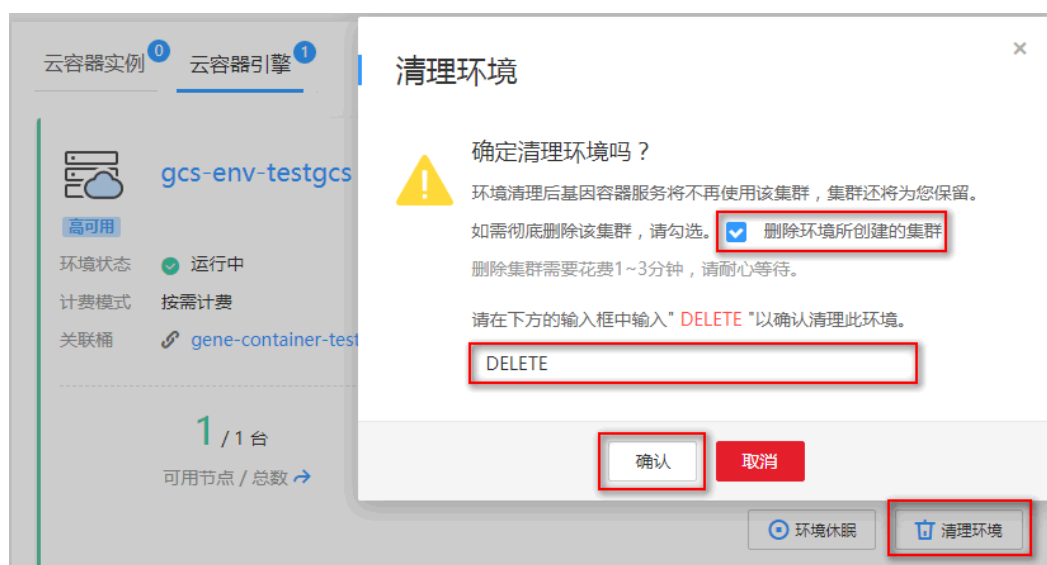 云容器实例 0 云容器引擎 1
gcs-env-testgcs
高可用
环境状态 运行中
计费模式 按需计费
关联桶 gene-container-test
1 / 1 台
可用节点 / 总数
清理环境
×
确定清理环境吗？
环境清理后基因容器服务将不再使用该集群，集群还将为您保留。
如需彻底删除该集群，请勾选。 删除环境所创建的集群
删除集群需要花费1~3分钟，请耐心等待。
请在下方的输入框中输入" DELETE "以确认清理此环境。
DELETE
确认 取消
环境休眠 清理环境